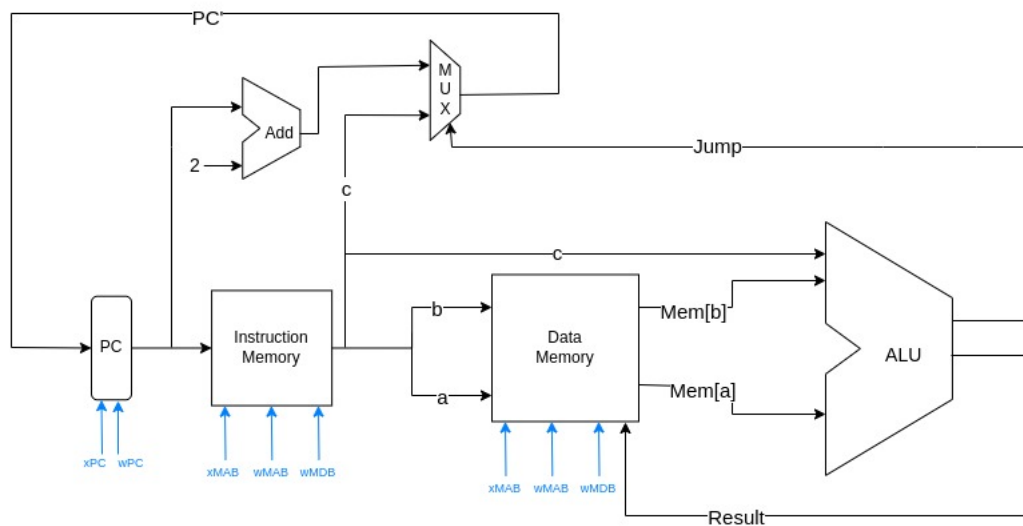 PC'
M
U
X
Add
2
Jump
c
c
PC
Instruction
Memory
b
a
Data
Memory
Mem[b]
Mem[a]
ALU
xPC
wPC
xMAB
wMAB
wMDB
xMAB
wMAB
wMDB
Result